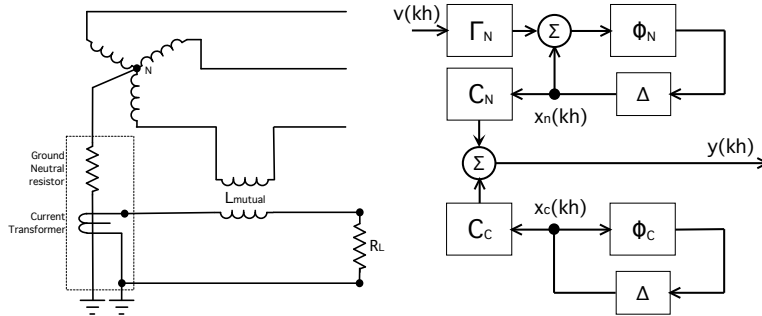 N
Ground
Neutral
resistor
Current
Transformer
Lmutual
RL
v(kh)
ΓN
Σ
ΦN
CN
Δ
xn(kh)
Σ
y(kh)
CC
xc(kh)
ΦC
Δ